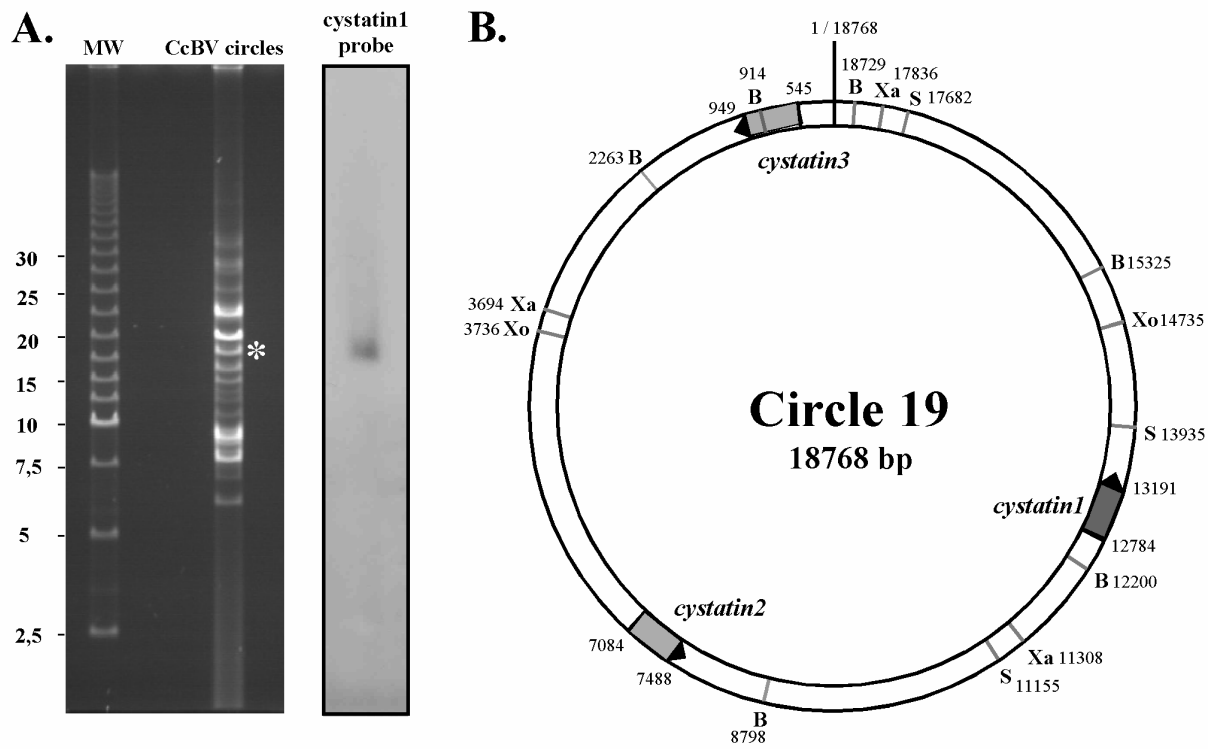 A.
MW
CcBV circles
cystatin1
probe
30
25
20
15
10
7,5
5
2,5
*
B.
1 / 18768
18729
B
17836
Xa
S 17682
914
B
545
949
cystatin3
2263 B
B 15325
3694 Xa
3736 Xo
Xo 14735
Circle 19
18768 bp
S 13935
13191
cystatin1
12784
B 12200
cystatin2
7084
7488
Xa 11308
S 11155
B
8798